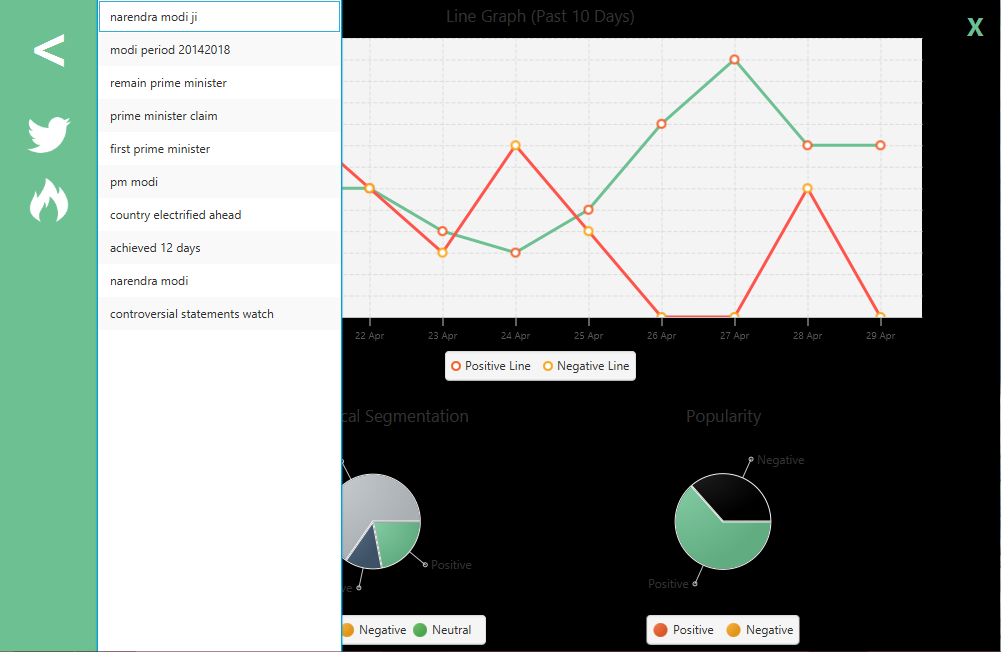 <
narendra modi ji
modi period 20142018
remain prime minister
prime minister claim
first prime minister
pm modi
country electrified ahead
achieved 12 days
narendra modi
controversial statements watch
Line Graph (Past 10 Days)
X
22 Apr
23 Apr
24 Apr
25 Apr
26 Apr
27 Apr
28 Apr
29 Apr
Positive Line
Negative Line
cal Segmentation
Positive
ve
Negative
Neutral
Popularity
Negative
Positive
Positive
Negative